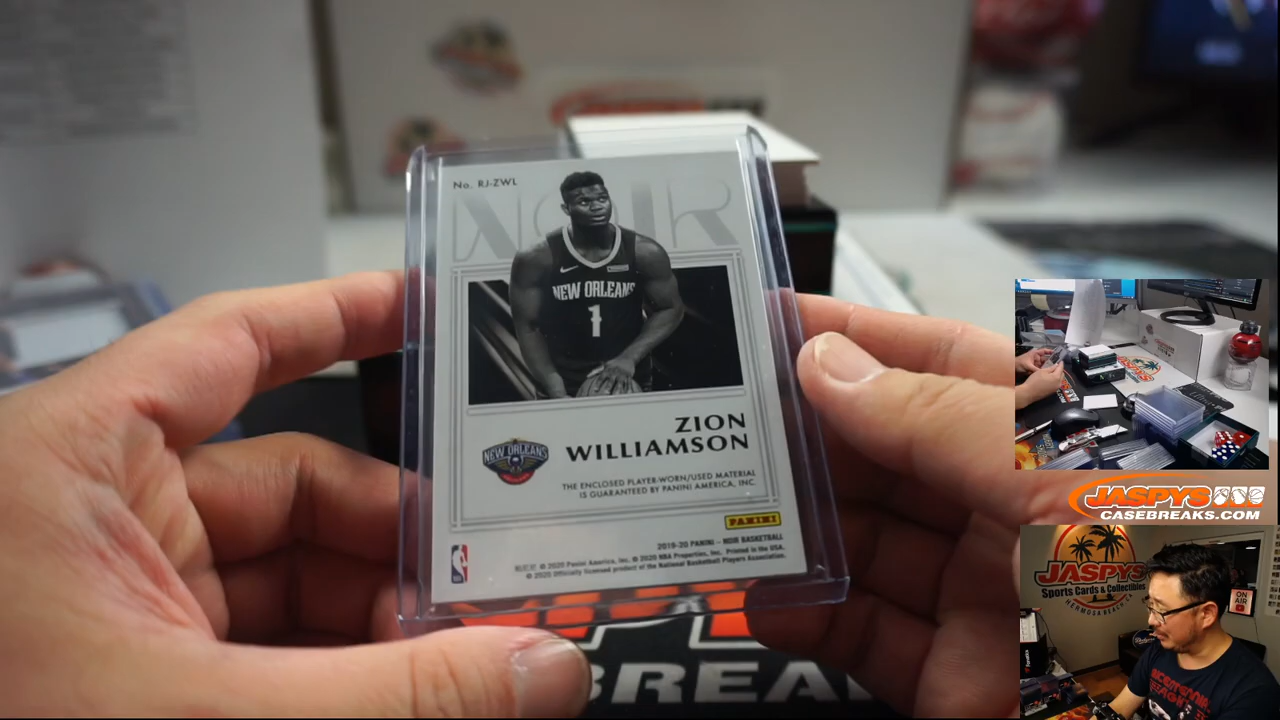 No. RJ-ZWL
NOIR
NEW ORLEANS
1
ZION
WILLIAMSON
NEW ORLEANS
THE ENCLOSED PLAYER-WORN/USED MATERIAL
IS GUARANTEED BY PANINI AMERICA, INC.
PANINI
2019-20 PANINI – NOIR BASKETBALL
© 2020 Panini America, Inc. © 2020 NBA Properties, Inc. Printed in the USA.
© 2020 Officially licensed product of the National Basketball Players Association.
NBA
BREA
JASPYS
CASEBREAKS.COM
JASPYS
Sports Cards & Collectibles
HERMOSA BEACH, CA
ON
AIR